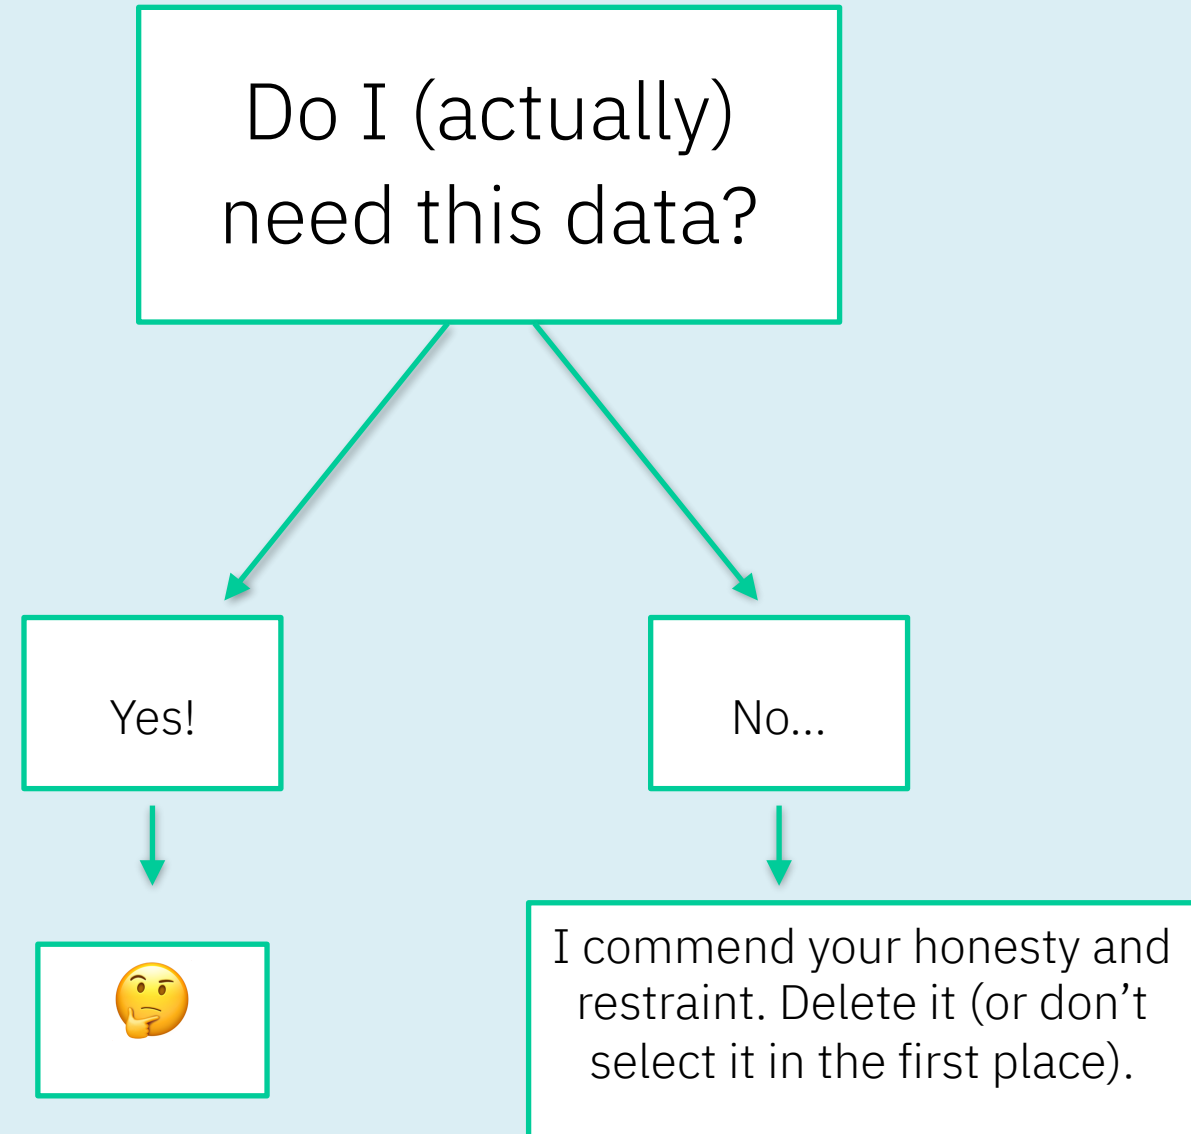 Do I (actually)
need this data?
Yes!
No...
🤔
I commend your honesty and
restraint. Delete it (or don’t
select it in the first place).